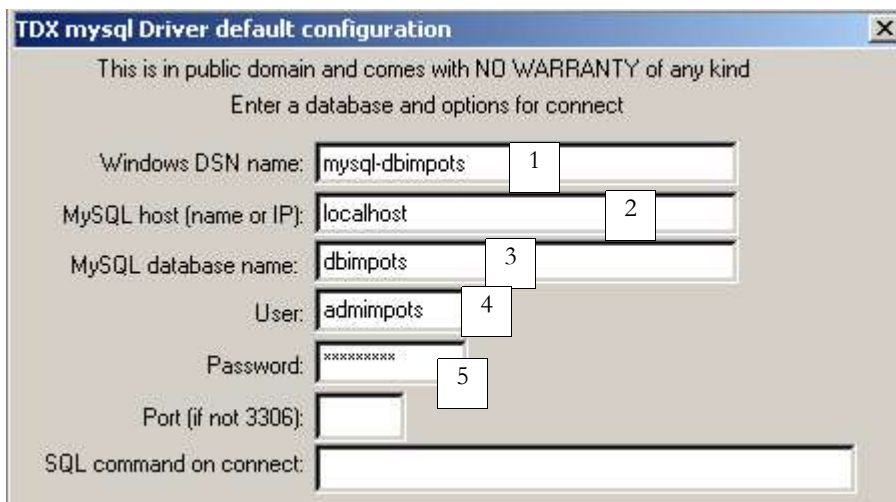 TDX mysql Driver default configuration
This is in public domain and comes with NO WARRANTY of any kind
Enter a database and options for connect
Windows DSN name: mysql-dbimpots 1
MySQL host (name or IP): localhost 2
MySQL database name: dbimpots 3
User: admimpots 4
Password: ********* 5
Port (if not 3306):
SQL command on connect: